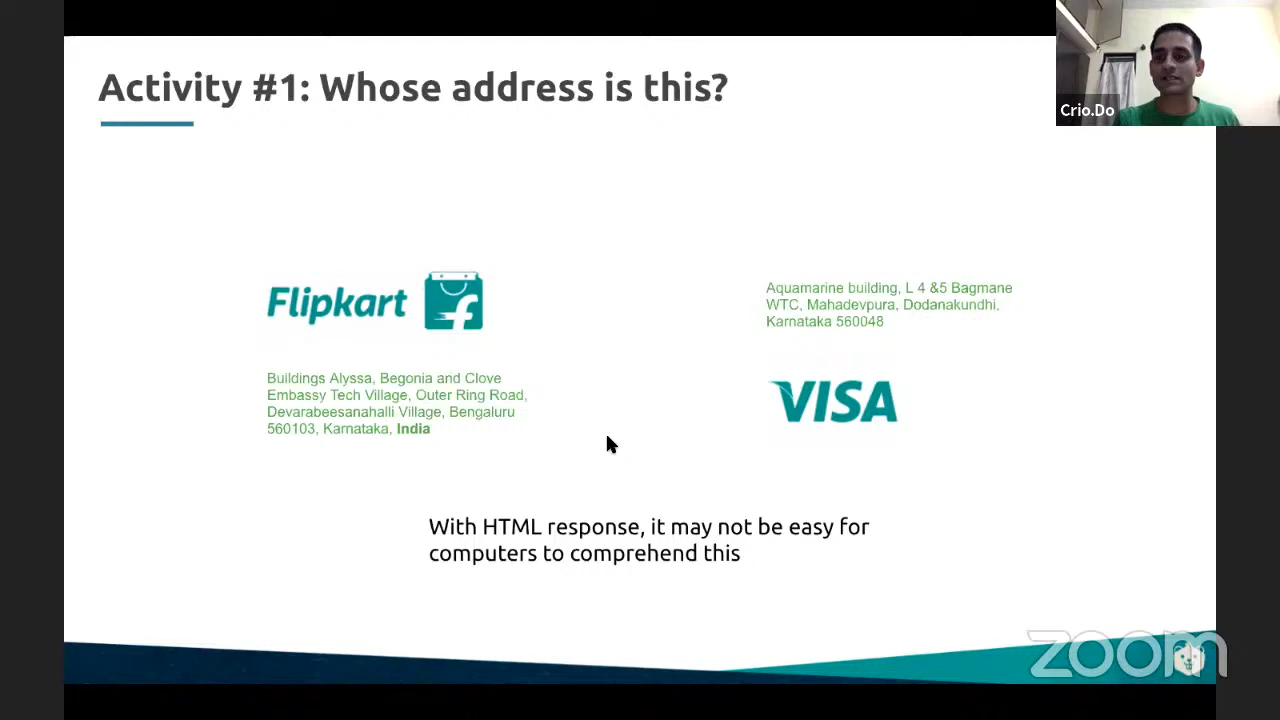 Activity #1: Whose address is this?
Crio.Do
Flipkart
Buildings Alyssa, Begonia and Clove
Embassy Tech Village, Outer Ring Road,
Devarabeesanahalli Village, Bengaluru
560103, Karnataka, India
Aquamarine building, L 4 &5 Bagmane
WTC, Mahadevpura, Dodanakundhi,
Karnataka 560048
VISA
With HTML response, it may not be easy for
computers to comprehend this
zoom